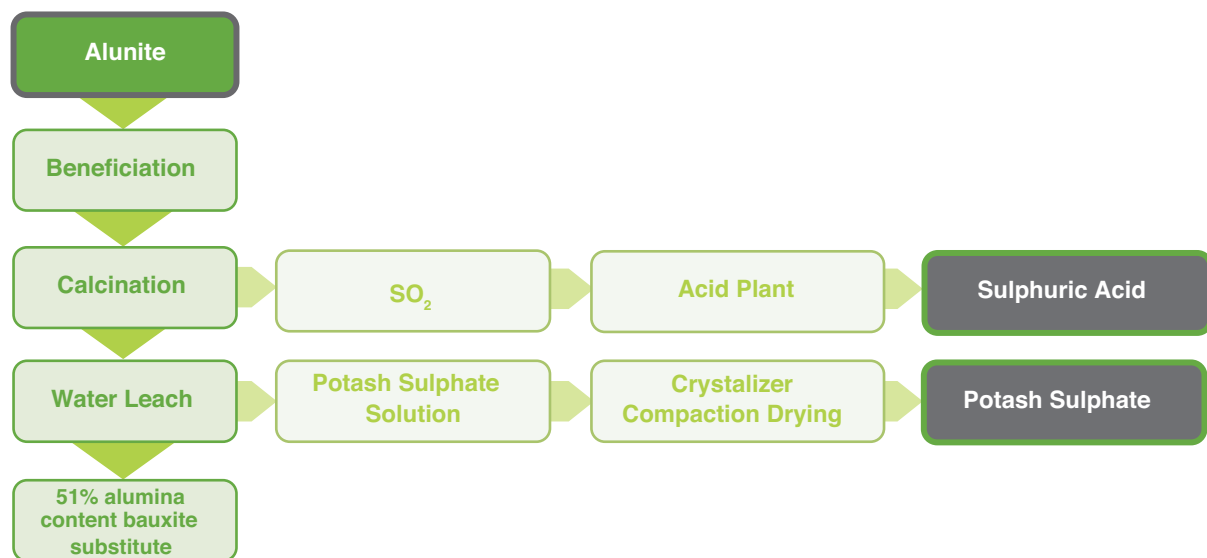 Alunite
Beneficiation
Calcination
SO₂
Acid Plant
Sulphuric Acid
Water Leach
Potash Sulphate
Solution
Crystalizer
Compaction Drying
Potash Sulphate
51% alumina
content bauxite
substitute